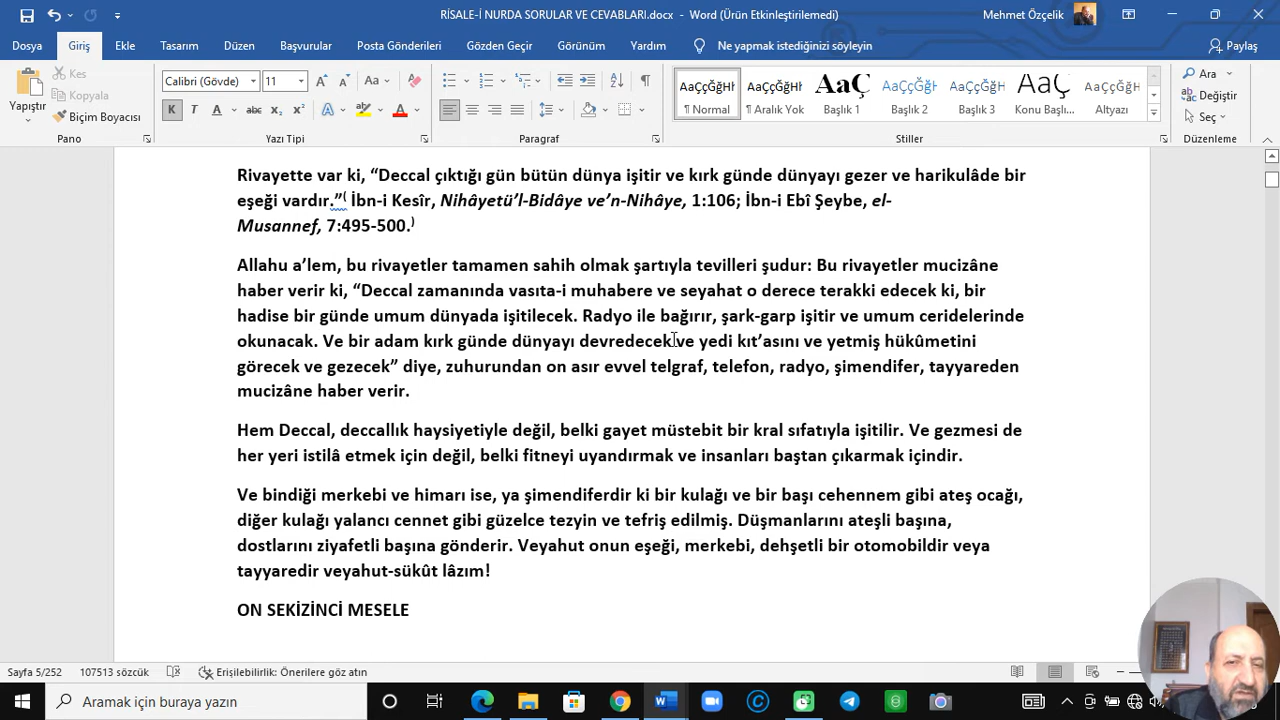 RİSALE-İ NURDA SORULAR VE CEVABLARI.docx - Word (Ürün Etkinleştirilemedi)
Mehmet Özçelik
Dosya Giriş Ekle Tasarım Düzen Başvurular Posta Gönderileri Gözden Geçir Görünüm Yardım Ne yapmak istediğinizi söyleyin Paylaş
Yapıştır
Kes
Kopyala
Biçim Boyacısı
Calibri (Gövde) 11
K T A abc x₂ x² A A
AaÇçĞğH AaÇçĞğH AaÇ AaÇçĞğH AaÇçĞğH AaÇç AaÇçĞğH
¶ Normal ¶ Aralık Yok Başlık 1 Başlık 2 Başlık 3 Konu Başlı... Altyazı
Ara
Değiştir
Seç
Pano Yazı Tipi Paragraf Stiller Düzenleme
Rivayette var ki, “Deccal çıktığı gün bütün dünya işitir ve kırk günde dünyayı gezer ve harikulâde bir
eşeği vardır.”( İbn-i Kesîr, Nihâyetü’l-Bidâye ve’n-Nihâye, 1:106; İbn-i Ebî Şeybe, el-
Musannef, 7:495-500.)
Allahu a’lem, bu rivayetler tamamen sahih olmak şartıyla tevilleri şudur: Bu rivayetler mucizâne
haber verir ki, “Deccal zamanında vasıta-i muhabere ve seyahat o derece terakki edecek ki, bir
hadise bir günde umum dünyada işitilecek. Radyo ile bağırır, şark-garp işitir ve umum ceridelerinde
okunacak. Ve bir adam kırk günde dünyayı devredecek ve yedi kıt’asını ve yetmiş hükûmetini
görecek ve gezecek” diye, zuhurundan on asır evvel telgraf, telefon, radyo, şimendifer, tayyareden
mucizâne haber verir.
Hem Deccal, deccallık haysiyetiyle değil, belki gayet müstebit bir kral sıfatıyla işitilir. Ve gezmesi de
her yeri istilâ etmek için değil, belki fitneyi uyandırmak ve insanları baştan çıkarmak içindir.
Ve bindiği merkebi ve himarı ise, ya şimendiferdir ki bir kulağı ve bir başı cehennem gibi ateş ocağı,
diğer kulağı yalancı cennet gibi güzelce tezyin ve tefriş edilmiş. Düşmanlarını ateşli başına,
dostlarını ziyafetli başına gönderir. Veyahut onun eşeği, merkebi, dehşetli bir otomobildir veya
tayyaredir veyahut-sükût lâzım!
ON SEKİZİNCİ MESELE
Sayfa 5/252 107513 sözcük Erişilebilirlik: Önerilere göz atın
Aramak için buraya yazın